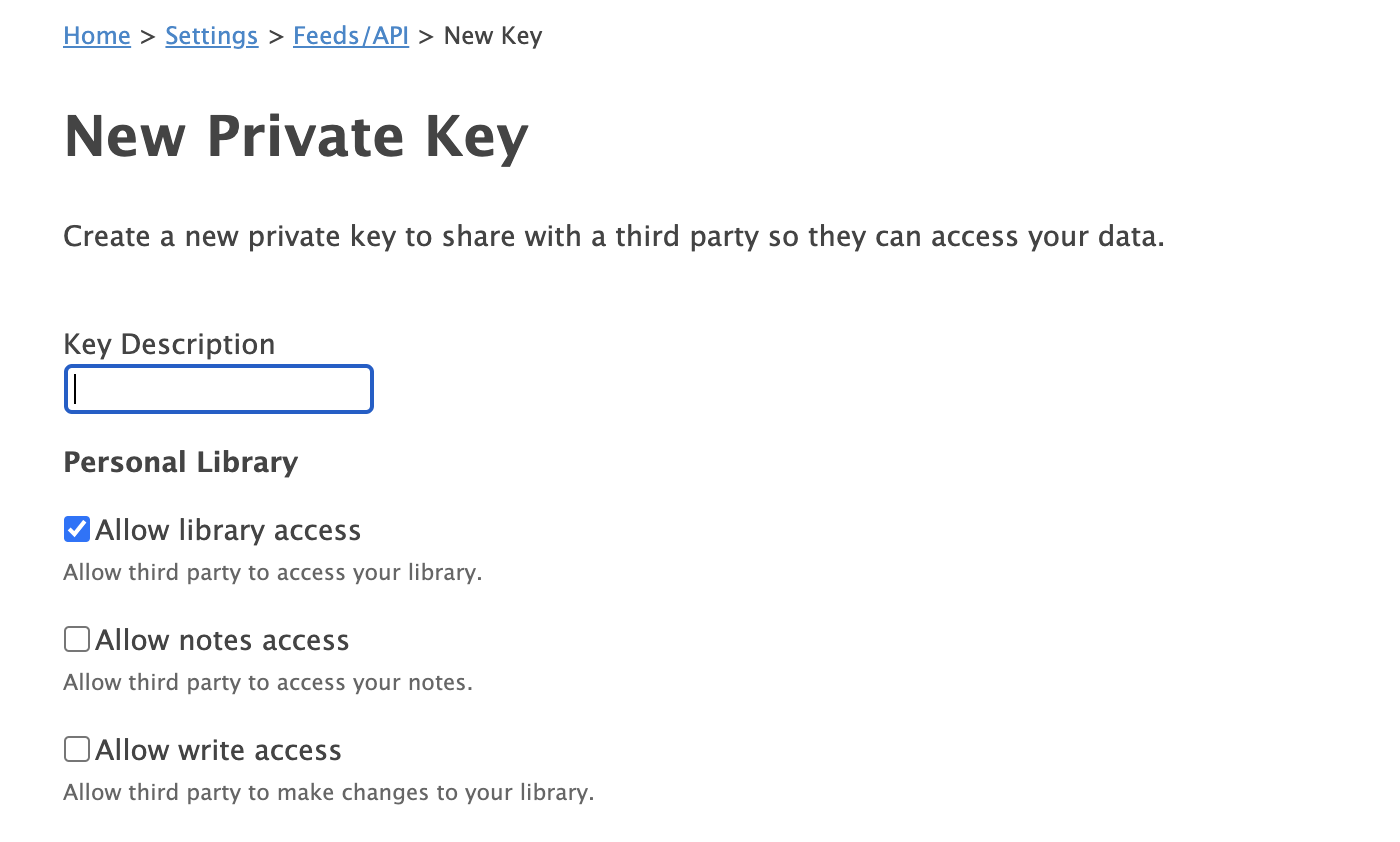 Home > Settings > Feeds/API > New Key
New Private Key
Create a new private key to share with a third party so they can access your data.
Key Description
Personal Library
Allow library access
Allow third party to access your library.
Allow notes access
Allow third party to access your notes.
Allow write access
Allow third party to make changes to your library.